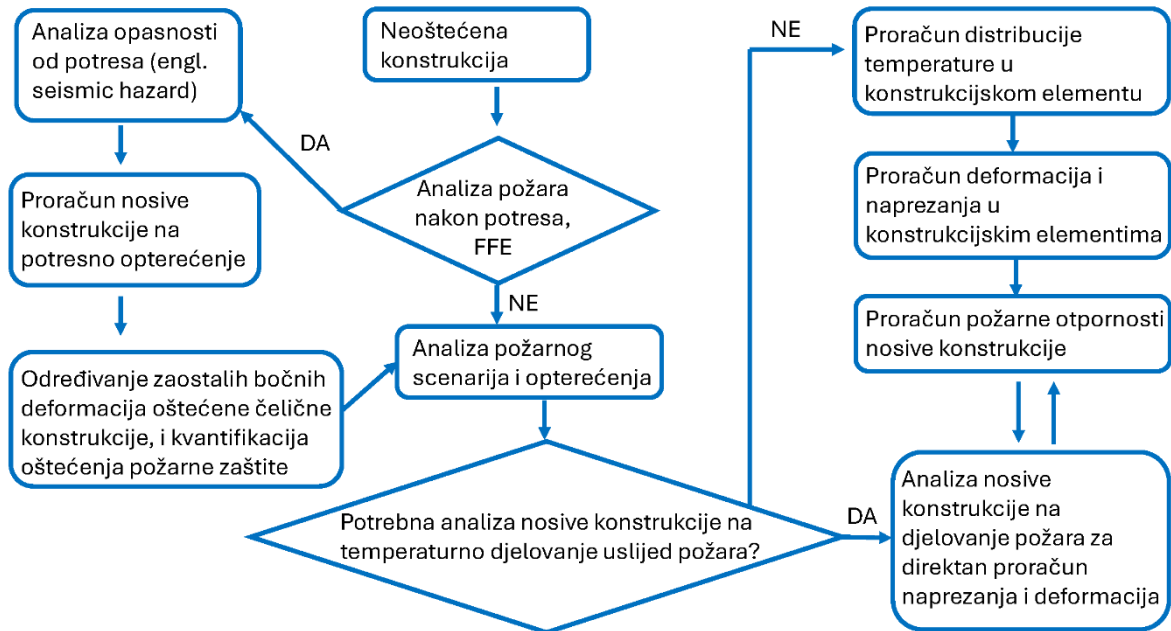 Analiza opasnosti
od potresa (engl.
seismic hazard)
Neoštećena
konstrukcija
NE
Proračun distribucije
temperature u
konstrukcijskom elementu
DA
Proračun nosive
konstrukcije na
potresno opterećenje
Analiza požara
nakon potresa,
FFE
Proračun deformacija i
naprezanja u
konstrukcijskim elementima
NE
Određivanje zaostalih bočnih
deformacija oštećene čelične
konstrukcije, i kvantifikacija
oštećenja požarne zaštite
Analiza požarnog
scenarija i opterećenja
Proračun požarne otpornosti
nosive konstrukcije
Potrebna analiza nosive konstrukcije na
temperaturno djelovanje uslijed požara?
DA
Analiza nosive
konstrukcije na
djelovanje požara za
direktan proračun
naprezanja i deformacija